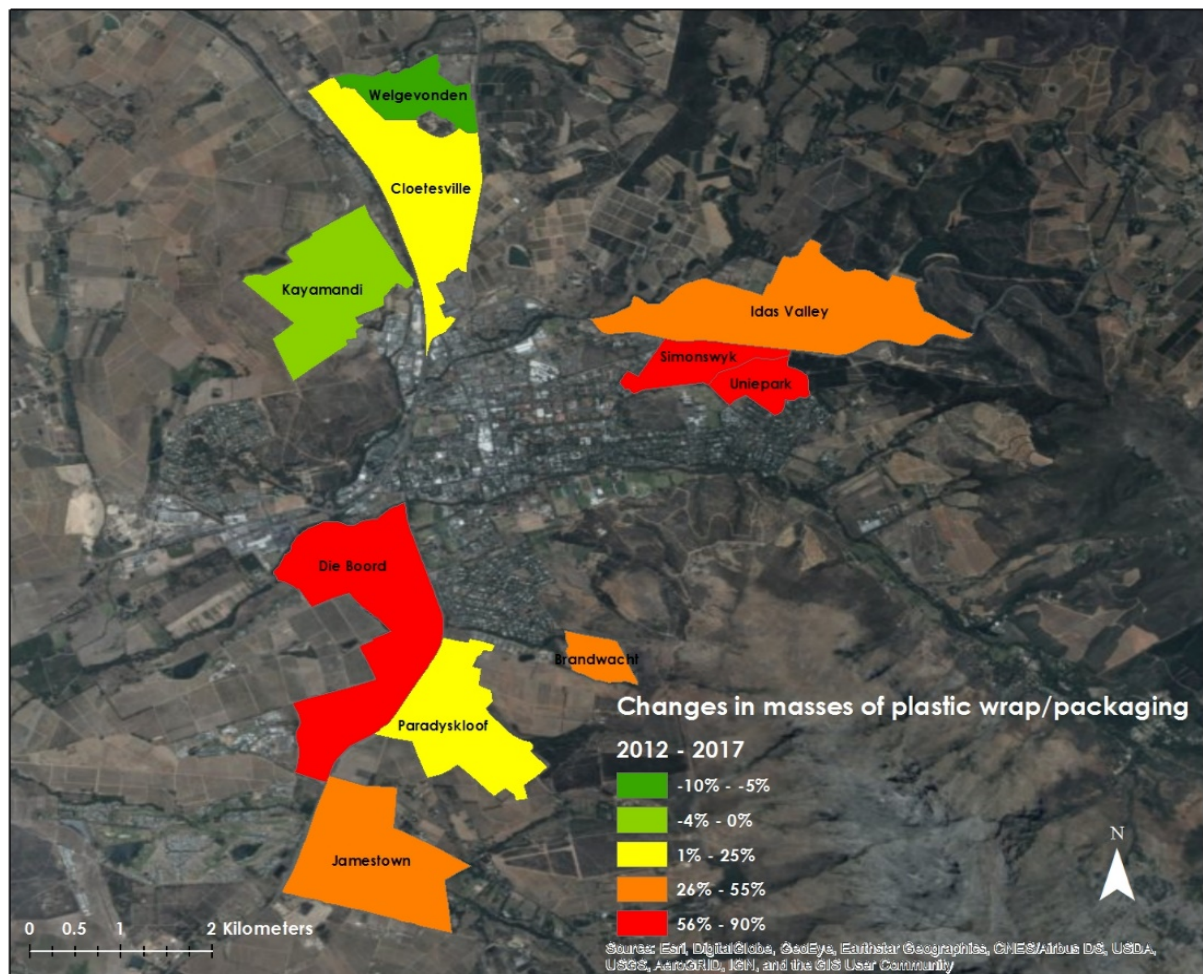 Welgevonden
Cloetesville
Kayamandi
Idas Valley
Simonswyk
Uniepark
Die Boord
Brandwacht
Paradyskloof
Jamestown
Changes in masses of plastic wrap/packaging
2012 - 2017
-10% - -5%
-4% - 0%
1% - 25%
26% - 55%
56% - 90%
N
0 0.5 1 2 Kilometers
Source: Esri, DigitalGlobe, GeoEye, Earthstar Geographics, CNES/Airbus DS, USDA,
USGS, AeroGRID, IGN, and the GIS User Community